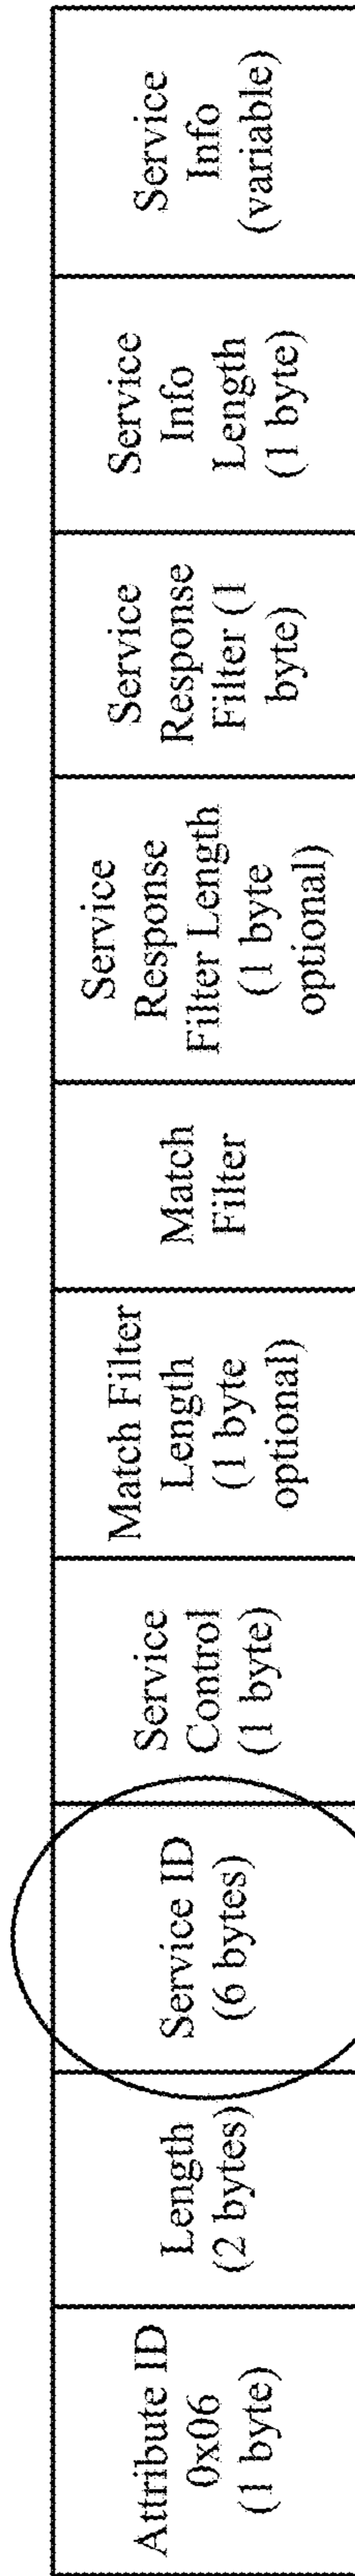 Attribute ID
0x06
(1 byte)
Length
(2 bytes)
Service ID
(6 bytes)
Service
Control
(1 byte)
Match Filter
Length
(1 byte
optional)
Match
Filter
Service
Response
Filter Length
(1 byte
optional)
Service
Response
Filter (1
byte)
Service
Info
Length
(1 byte)
Service
Info
(variable)